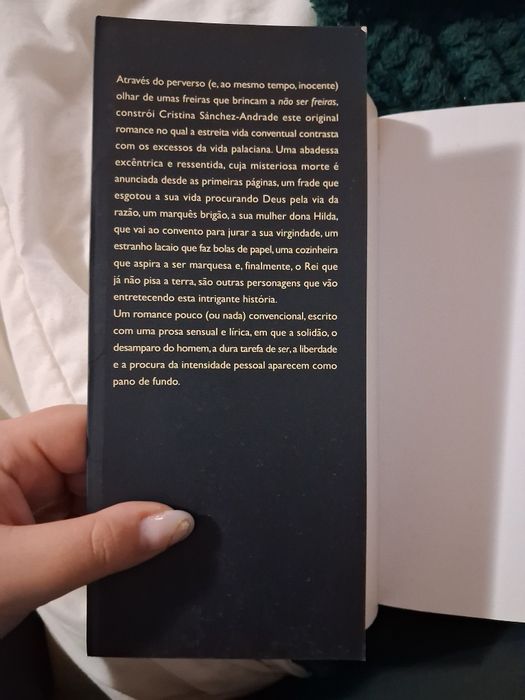 Através do perverso (e, ao mesmo tempo, inocente)
olhar de umas freiras que brincam a não ser freiras,
constrói Cristina Sánchez-Andrade este original
romance no qual a estreita vida conventual contrasta
com os excessos da vida palaciana. Uma abadessa
excêntrica e ressentida, cuja misteriosa morte é
anunciada desde as primeiras páginas, um frade que
esgotou a sua vida procurando Deus pela via da
razão, um marquês brigão, a sua mulher dona Hilda,
que vai ao convento para jurar a sua virgindade, um
estranho lacaio que faz bolas de papel, uma cozinheira
que aspira a ser marquesa e, finalmente, o Rei que
já não pisa a terra, são outras personagens que vão
entretecendo esta intrigante história.
Um romance pouco (ou nada) convencional, escrito
com uma prosa sensual e lírica, em que a solidão, o
desamparo do homem, a dura tarefa de ser, a liberdade
e a procura da intensidade pessoal aparecem como
pano de fundo.